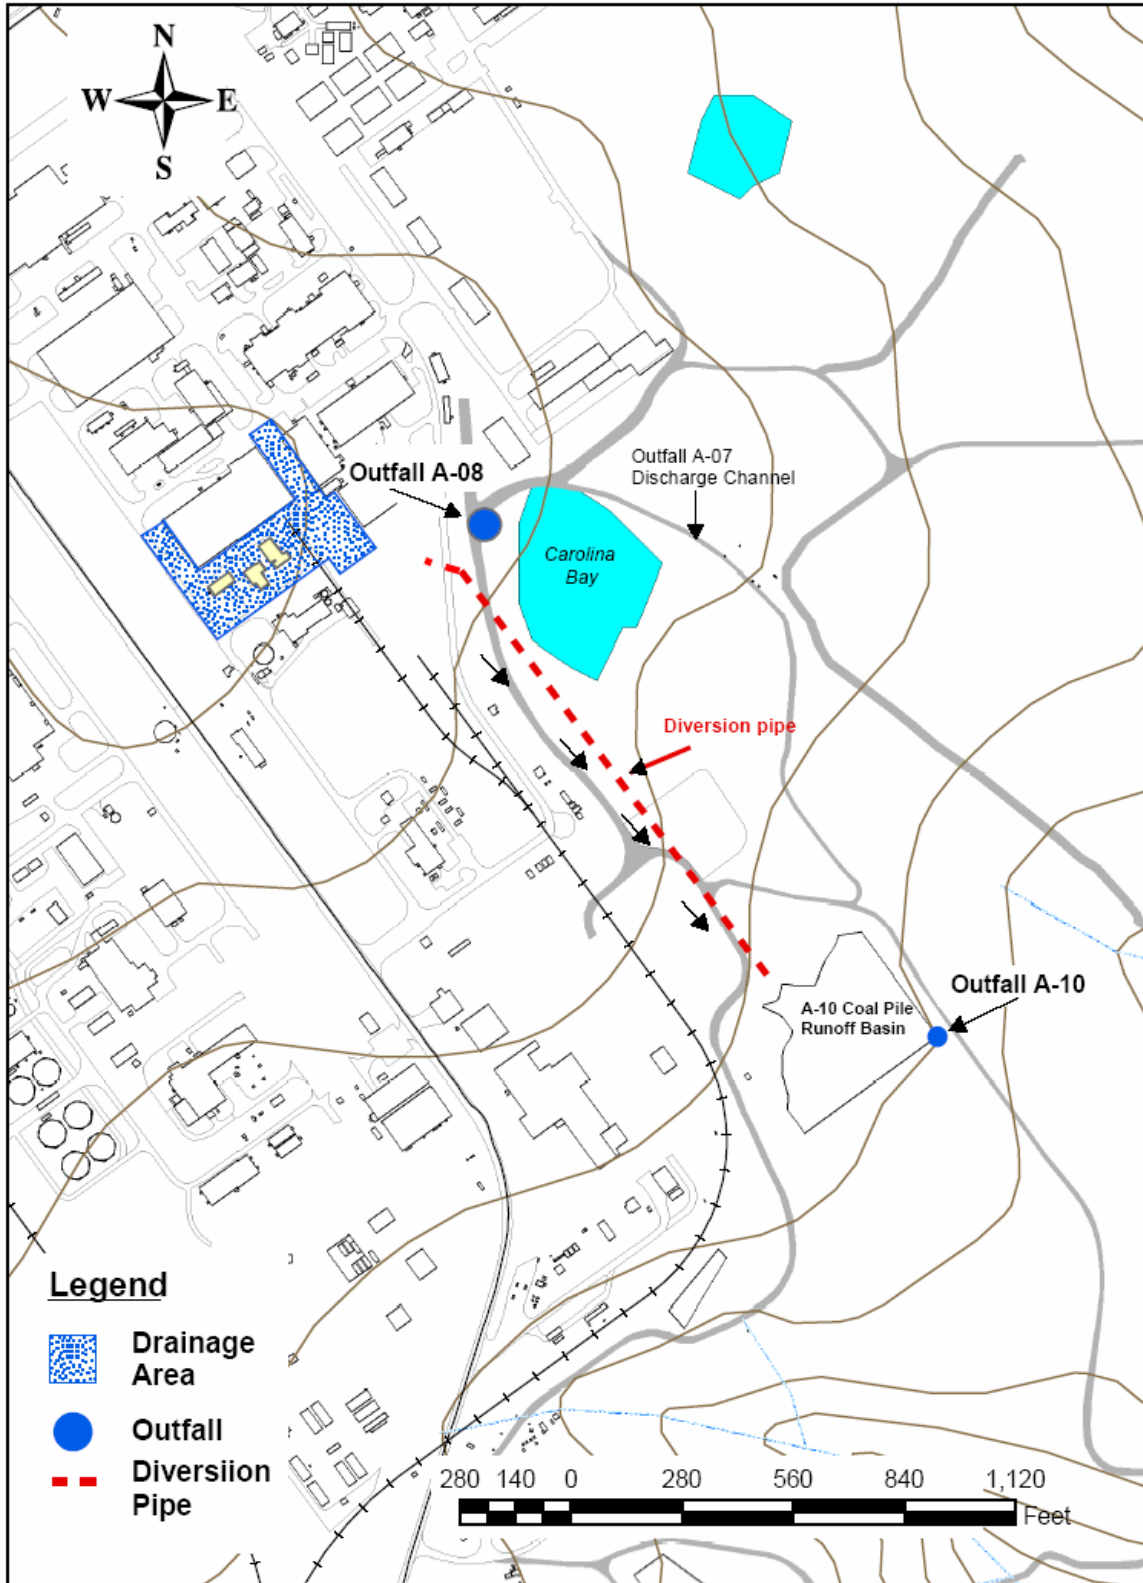 N
W E
S
Outfall A-07
Discharge Channel
Outfall A-08
Carolina
Bay
Diversion pipe
Outfall A-10
A-10 Coal Pile
Runoff Basin
Legend
Drainage
Area
Outfall
Diversiion
Pipe
280 140 0 280 560 840 1,120
Feet